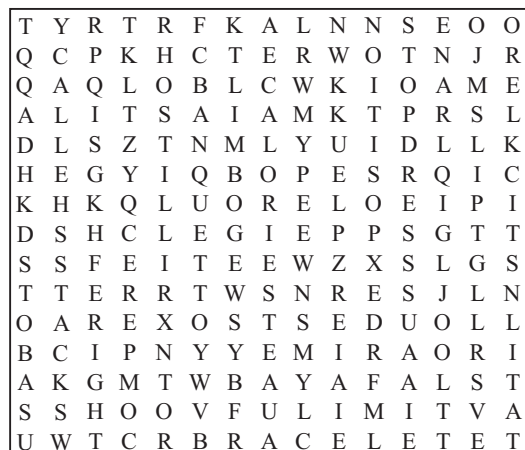 T Y R T R F K A L N N S E O O
Q C P K H C T E R W O T N J R
Q A Q L O B L C W K I O A M E
A L I T S A I A M K T P R S L
D L S Z T N M L Y U I D L L K
H E G Y I Q B O P E S R Q I C
K H K Q L U O R E L O E I P I
D S H C L E G I E P P S G T T
S S F E I T E E W Z X S L G S
T T E R R T W S N R E S J L N
O A R E X O S T S E D U O L L
B C I P N Y Y E M I R A O R I
A K G M T W B A Y A F A L S T
S S H O O V F U L I M I T V A
U W T C R B R A C E L E T E T